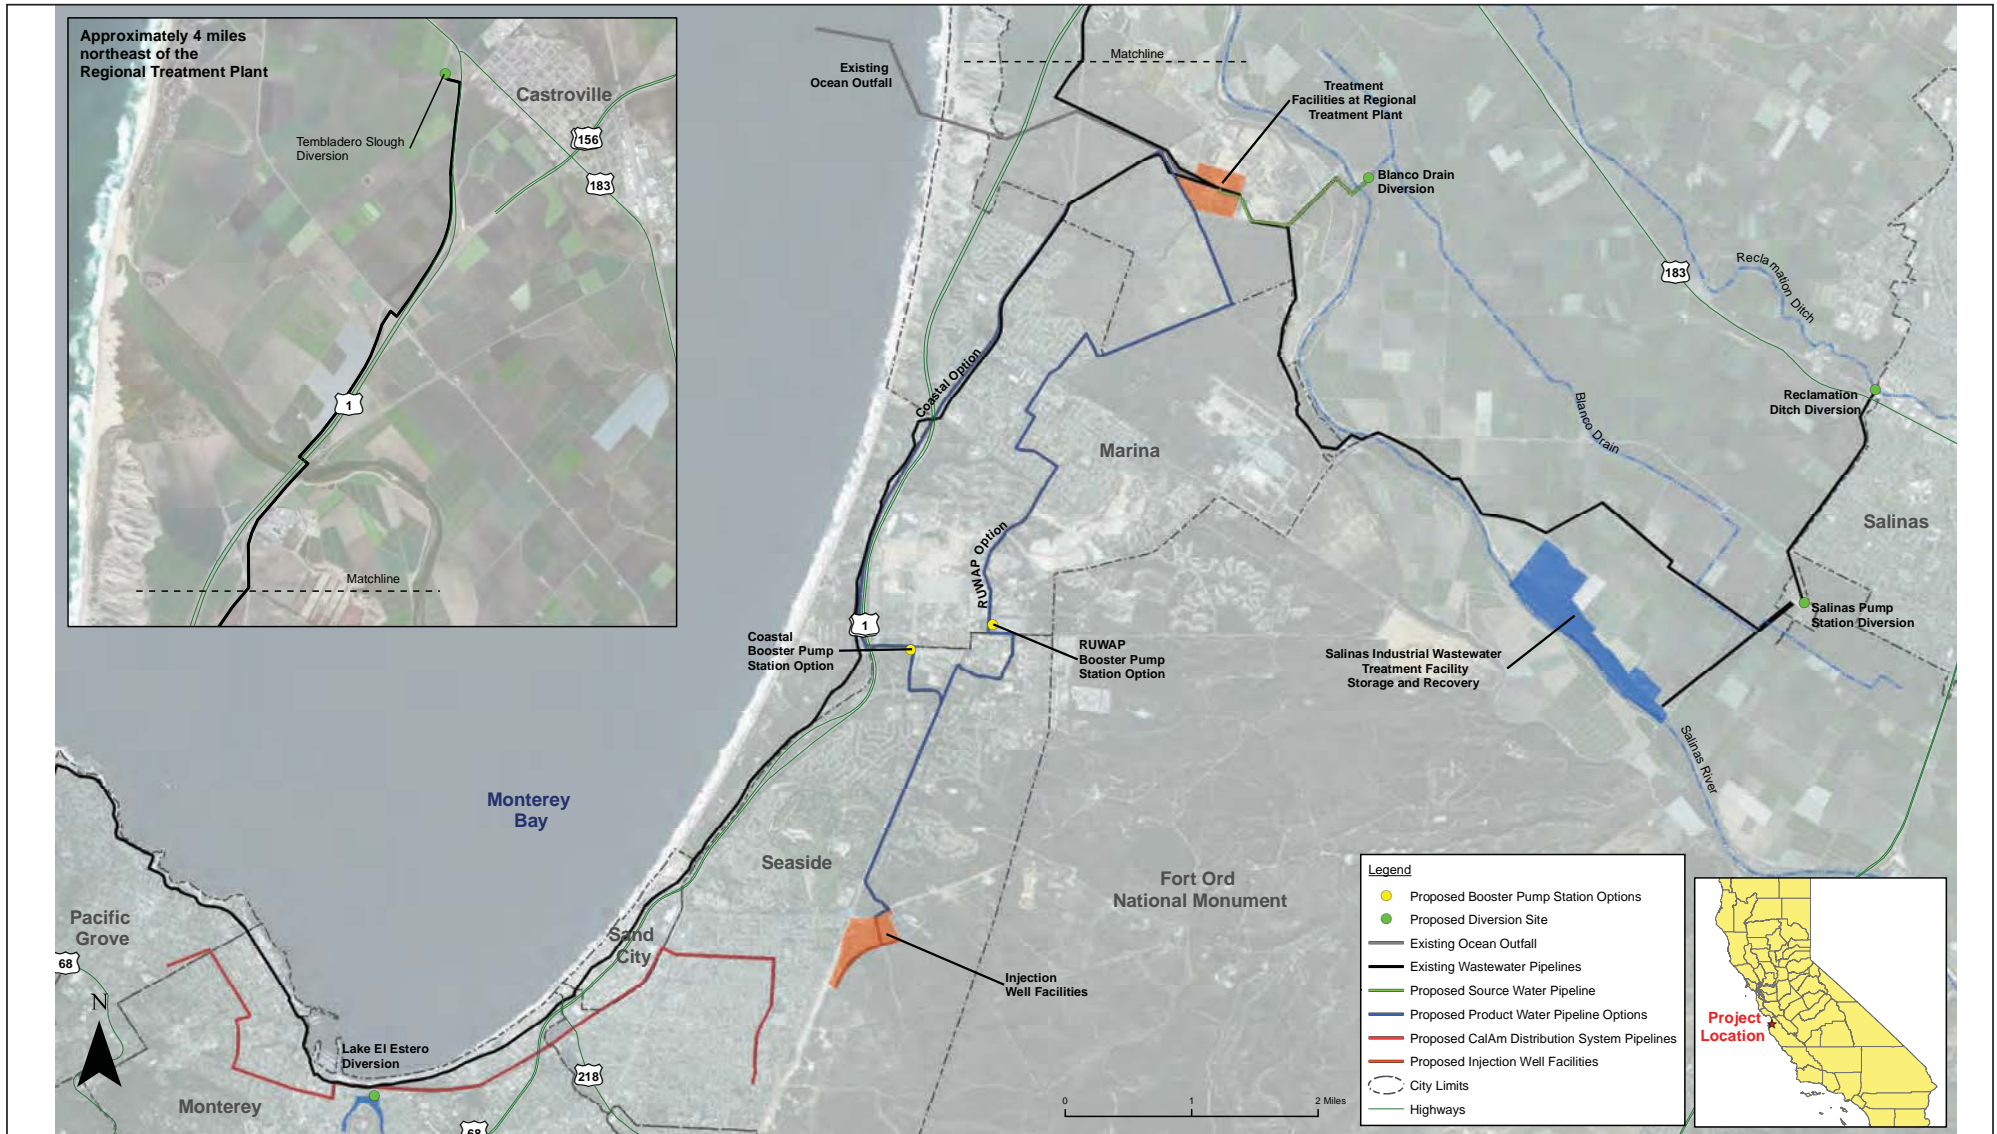 Approximately 4 miles
northeast of the
Regional Treatment Plant
Castroville
156
183
Tembladero Slough
Diversion
1
Matchline
Existing
Ocean Outfall
Matchline
Treatment
Facilities at Regional
Treatment Plant
Blanco Drain
Diversion
183
Reclamation Ditch
Reclamation
Ditch Diversion
Coastal Option
Marina
Blanco Drain
Salinas
RUWAP Option
1
Coastal
Booster Pump
Station Option
RUWAP
Booster Pump
Station Option
Salinas Pump
Station Diversion
Salinas Industrial Wastewater
Treatment Facility
Storage and Recovery
Salinas River
Monterey
Bay
Seaside
Fort Ord
National Monument
Pacific
Grove
68
Sand
City
Injection
Well Facilities
N
Lake El Estero
Diversion
218
Monterey
68
0
1
2 Miles
Legend
Proposed Booster Pump Station Options
Proposed Diversion Site
Existing Ocean Outfall
Existing Wastewater Pipelines
Proposed Source Water Pipeline
Proposed Product Water Pipeline Options
Proposed CalAm Distribution System Pipelines
Proposed Injection Well Facilities
City Limits
Highways
Project
Location